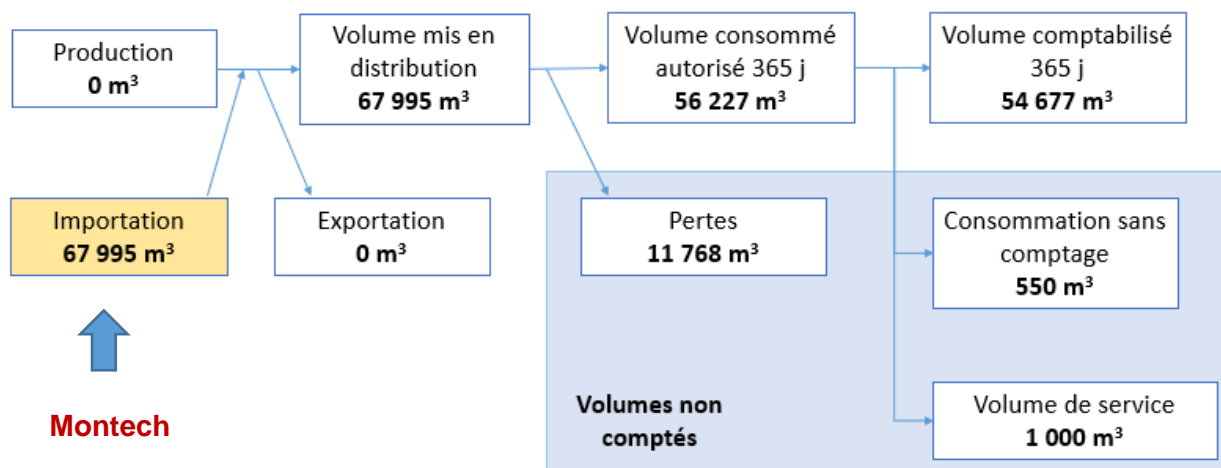 Production
0 m³
Volume mis en
distribution
67 995 m³
Volume consommé
autorisé 365 j
56 227 m³
Volume comptabilisé
365 j
54 677 m³
Importation
67 995 m³
Exportation
0 m³
Pertes
11 768 m³
Consommation sans
comptage
550 m³
Montech
Volumes non
comptés
Volume de service
1 000 m³